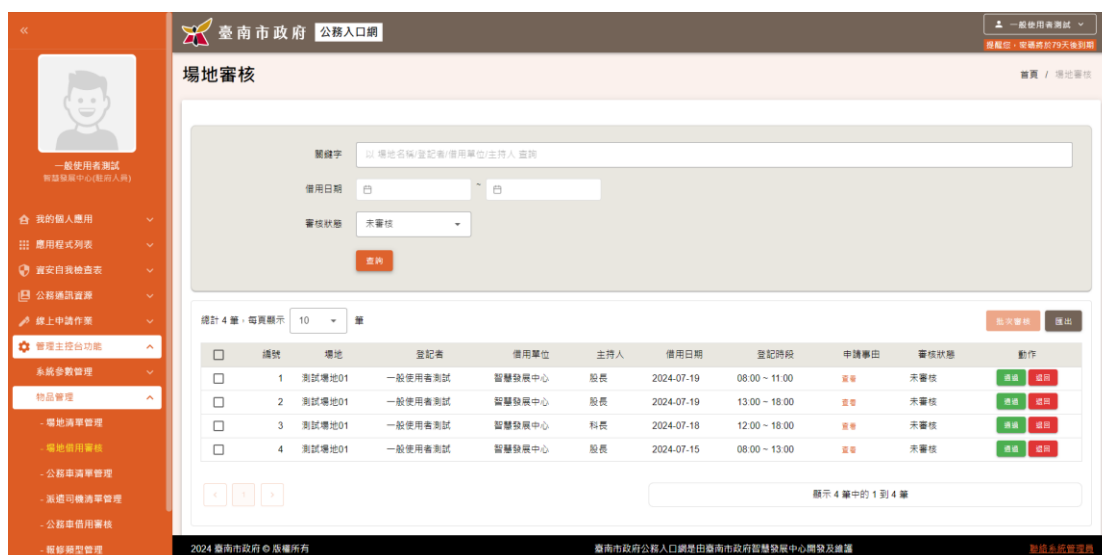 臺南市政府 公務入口網
一般使用者測試
提醒您，密碼將於79天後到期
場地審核
首頁 / 場地審核
一般使用者測試
智慧發展中心(駐府人員)
我的個人應用
應用程式列表
資安自我檢查表
公務通訊資源
線上申請作業
管理主控台功能
系統參數管理
物品管理
- 場地清單管理
- 場地借用審核
- 公務車清單管理
- 派遣司機清單管理
- 公務車借用審核
- 報修類型管理
關鍵字 以 場地名稱/登記者/借用單位/主持人 查詢
借用日期 ~
審核狀態 未審核
查詢
總計 4 筆，每頁顯示 10 筆
批次審核 匯出
編號 場地 登記者 借用單位 主持人 借用日期 登記時段 申請事由 審核狀態 動作
1 測試場地01 一般使用者測試 智慧發展中心 股長 2024-07-19 08:00 ~ 11:00 查看 未審核 通過 退回
2 測試場地01 一般使用者測試 智慧發展中心 股長 2024-07-19 13:00 ~ 18:00 查看 未審核 通過 退回
3 測試場地01 一般使用者測試 智慧發展中心 科長 2024-07-18 12:00 ~ 18:00 查看 未審核 通過 退回
4 測試場地01 一般使用者測試 智慧發展中心 股長 2024-07-15 08:00 ~ 13:00 查看 未審核 通過 退回
‹ 1 ›
顯示 4 筆中的 1 到 4 筆
2024 臺南市政府 © 版權所有
臺南市政府公務入口網是由臺南市政府智慧發展中心開發及維護
聯絡系統管理員